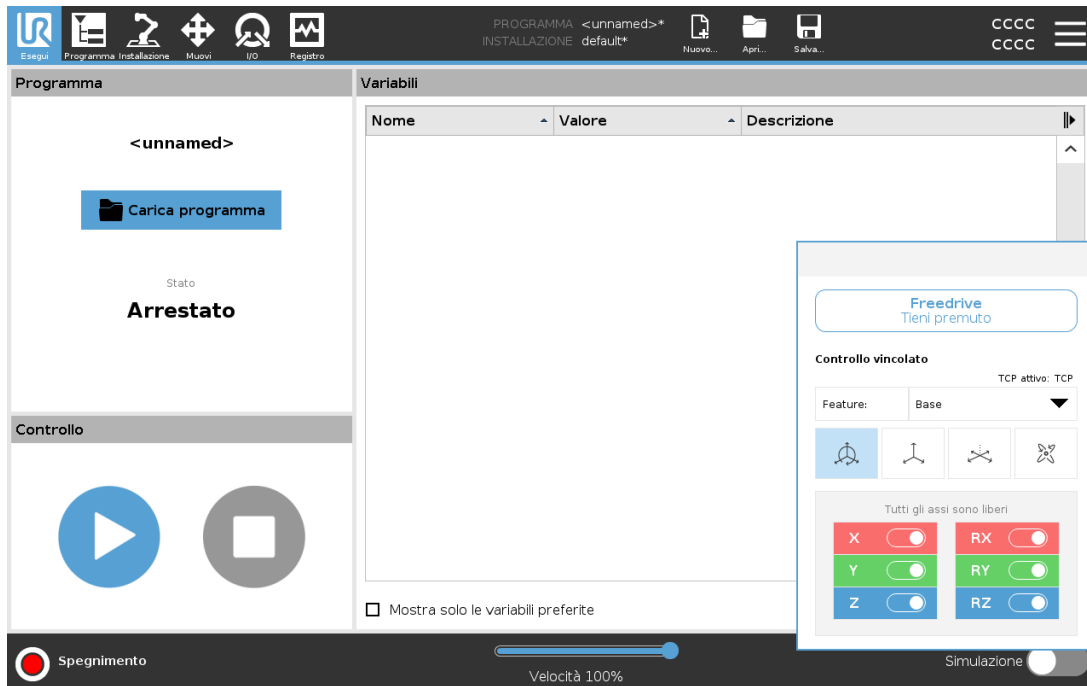 UR
Esegui
Programma
Installazione
Muovi
I/O
Registro
PROGRAMMA <unnamed>*
INSTALLAZIONE default*
Nuovo...
Apri...
Salva...
CCCC
CCCC
Programma
<unnamed>
Carica programma
Stato
Arrestato
Controllo
Variabili
Nome
Valore
Descrizione
Mostra solo le variabili preferite
Freedrive
Tieni premuto
Controllo vincolato
TCP attivo: TCP
Feature: Base
Tutti gli assi sono liberi
X RX
Y RY
Z RZ
Spegnimento
Velocità 100%
Simulazione